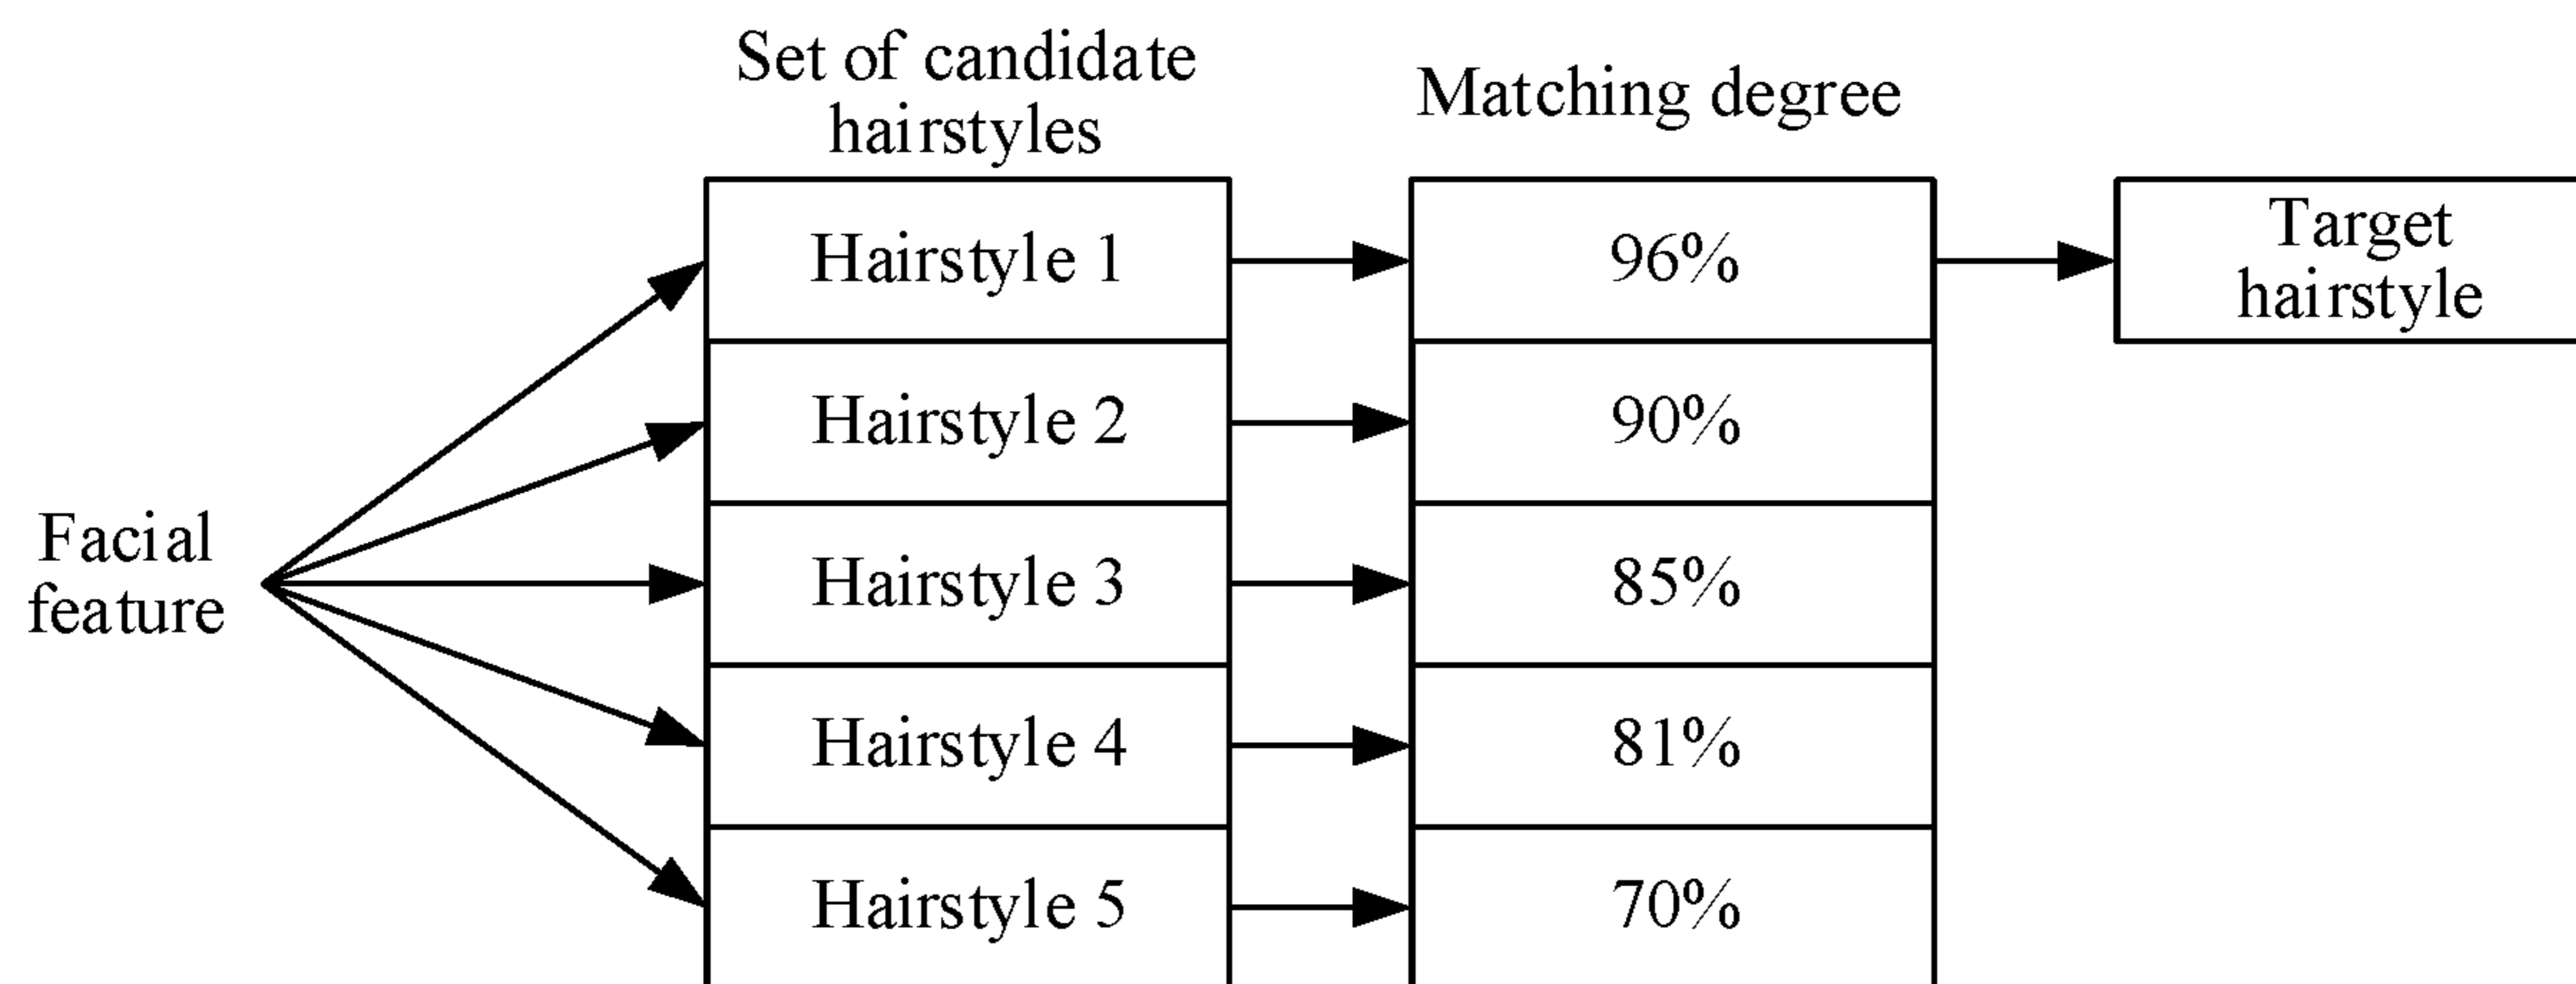 Set of candidate
hairstyles
Matching degree
Hairstyle 1
96%
Target
hairstyle
Hairstyle 2
90%
Facial
feature
Hairstyle 3
85%
Hairstyle 4
81%
Hairstyle 5
70%